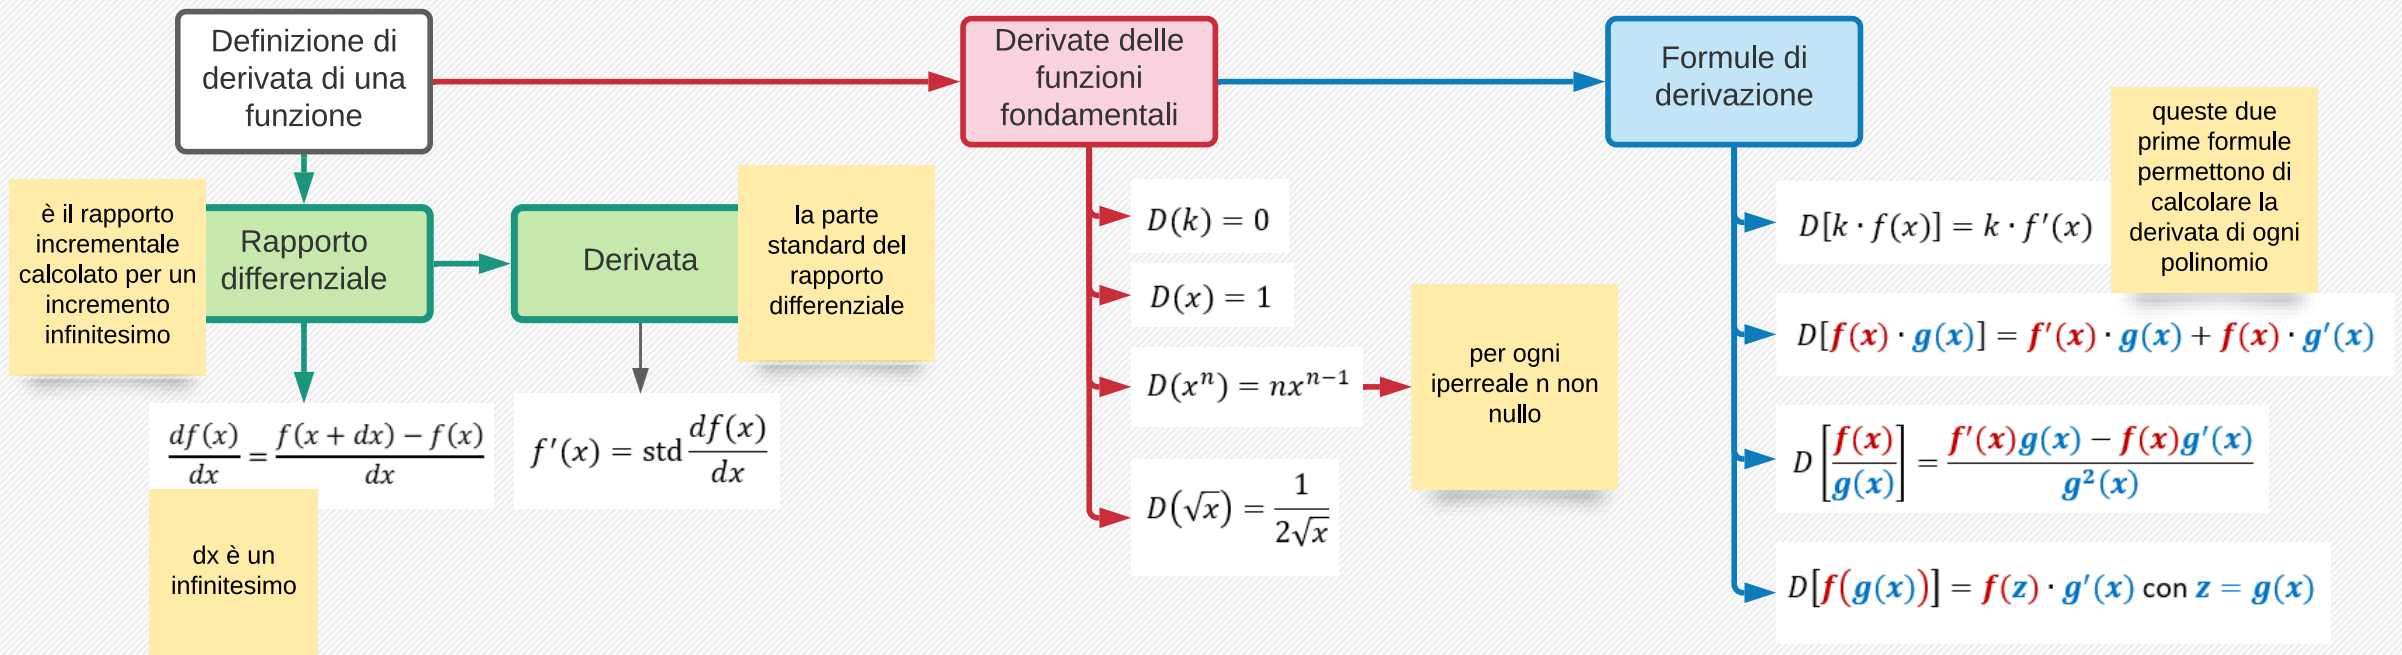 Definizione di
derivata di una
funzione
è il rapporto
incrementale
calcolato per un
incremento
infinitesimo
Rapporto
differenziale
Derivata
la parte
standard del
rapporto
differenziale
df(x)/dx = (f(x + dx) − f(x))/dx
dx è un
infinitesimo
f′(x) = std df(x)/dx
Derivate delle
funzioni
fondamentali
D(k) = 0
D(x) = 1
D(xⁿ) = nxⁿ⁻¹
per ogni
iperreale n non
nullo
D(√x) = 1/(2√x)
Formule di
derivazione
queste due
prime formule
permettono di
calcolare la
derivata di ogni
polinomio
D[k · f(x)] = k · f′(x)
D[f(x) · g(x)] = f′(x) · g(x) + f(x) · g′(x)
D[f(x)/g(x)] = (f′(x)g(x) − f(x)g′(x))/g²(x)
D[f(g(x))] = f(z) · g′(x) con z = g(x)